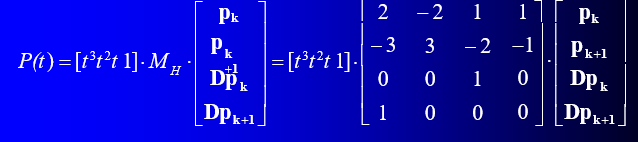 P(t) = [t³t²t 1]· M_H · [p_k p_k+1 Dp_k Dp_k+1] = [t³t²t 1]· [2 −2 1 1
−3 3 −2 −1
0 0 1 0
1 0 0 0] · [p_k p_k+1 Dp_k Dp_k+1]